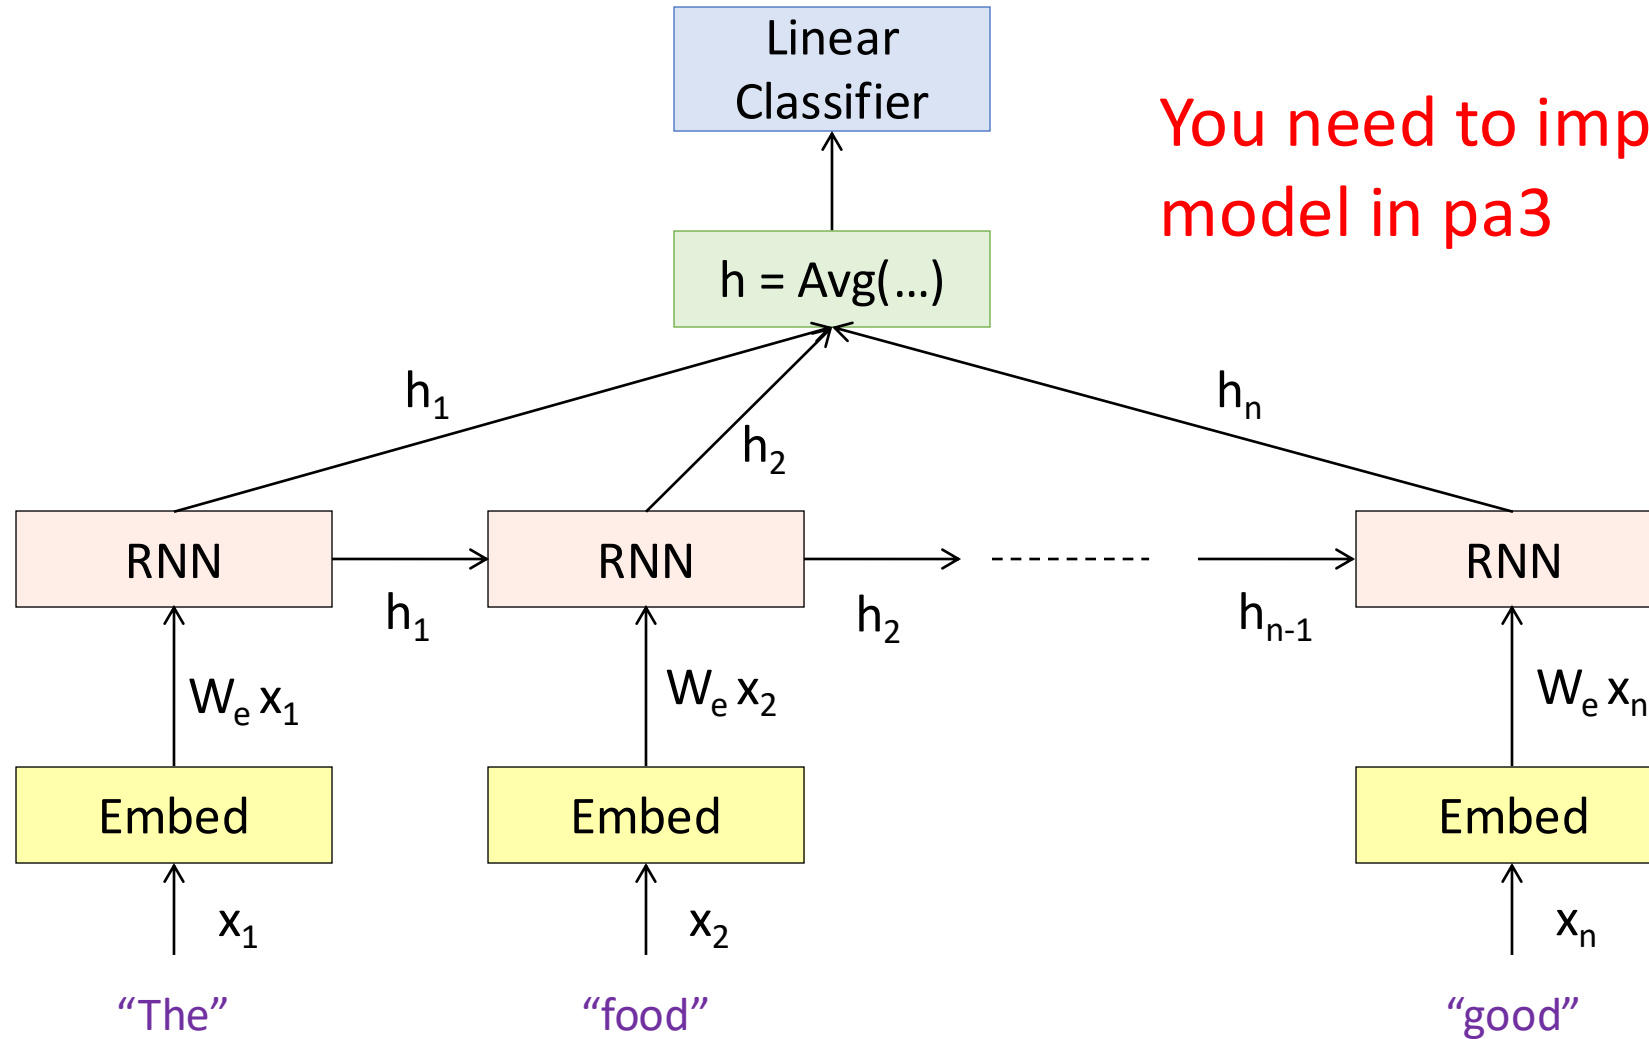 Linear
Classifier
You need to imp
model in pa3
h = Avg(...)
h1
h2
hn
RNN
RNN
RNN
h1
h2
hn-1
We x1
We x2
We xn
Embed
Embed
Embed
x1
x2
xn
“The”
“food”
“good”